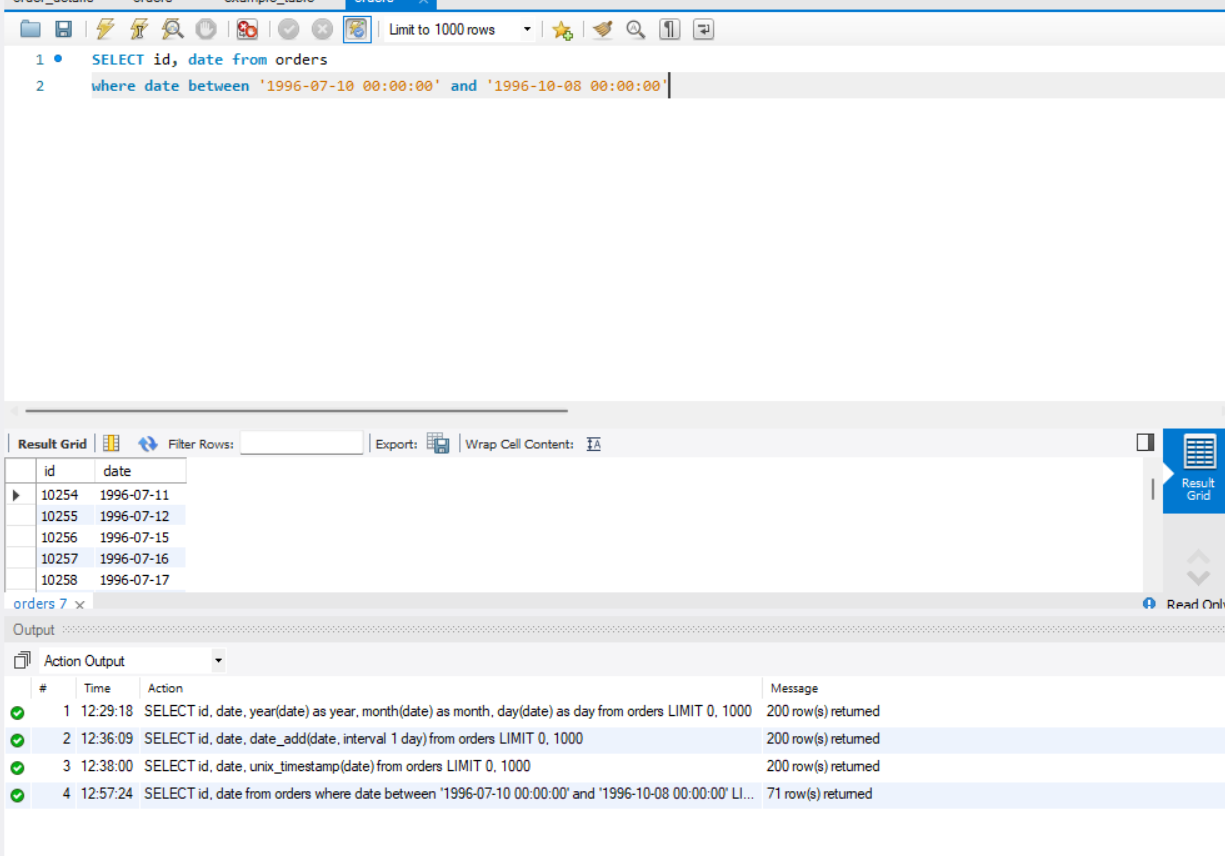 orders
Limit to 1000 rows
1 SELECT id, date from orders
2 where date between '1996-07-10 00:00:00' and '1996-10-08 00:00:00'
Result Grid Filter Rows: Export: Wrap Cell Content:
Result
Grid
id date
10254 1996-07-11
10255 1996-07-12
10256 1996-07-15
10257 1996-07-16
10258 1996-07-17
orders 7 Read Only
Output
Action Output
# Time Action Message
1 12:29:18 SELECT id, date, year(date) as year, month(date) as month, day(date) as day from orders LIMIT 0, 1000 200 row(s) returned
2 12:36:09 SELECT id, date, date_add(date, interval 1 day) from orders LIMIT 0, 1000 200 row(s) returned
3 12:38:00 SELECT id, date, unix_timestamp(date) from orders LIMIT 0, 1000 200 row(s) returned
4 12:57:24 SELECT id, date from orders where date between '1996-07-10 00:00:00' and '1996-10-08 00:00:00' LI... 71 row(s) returned